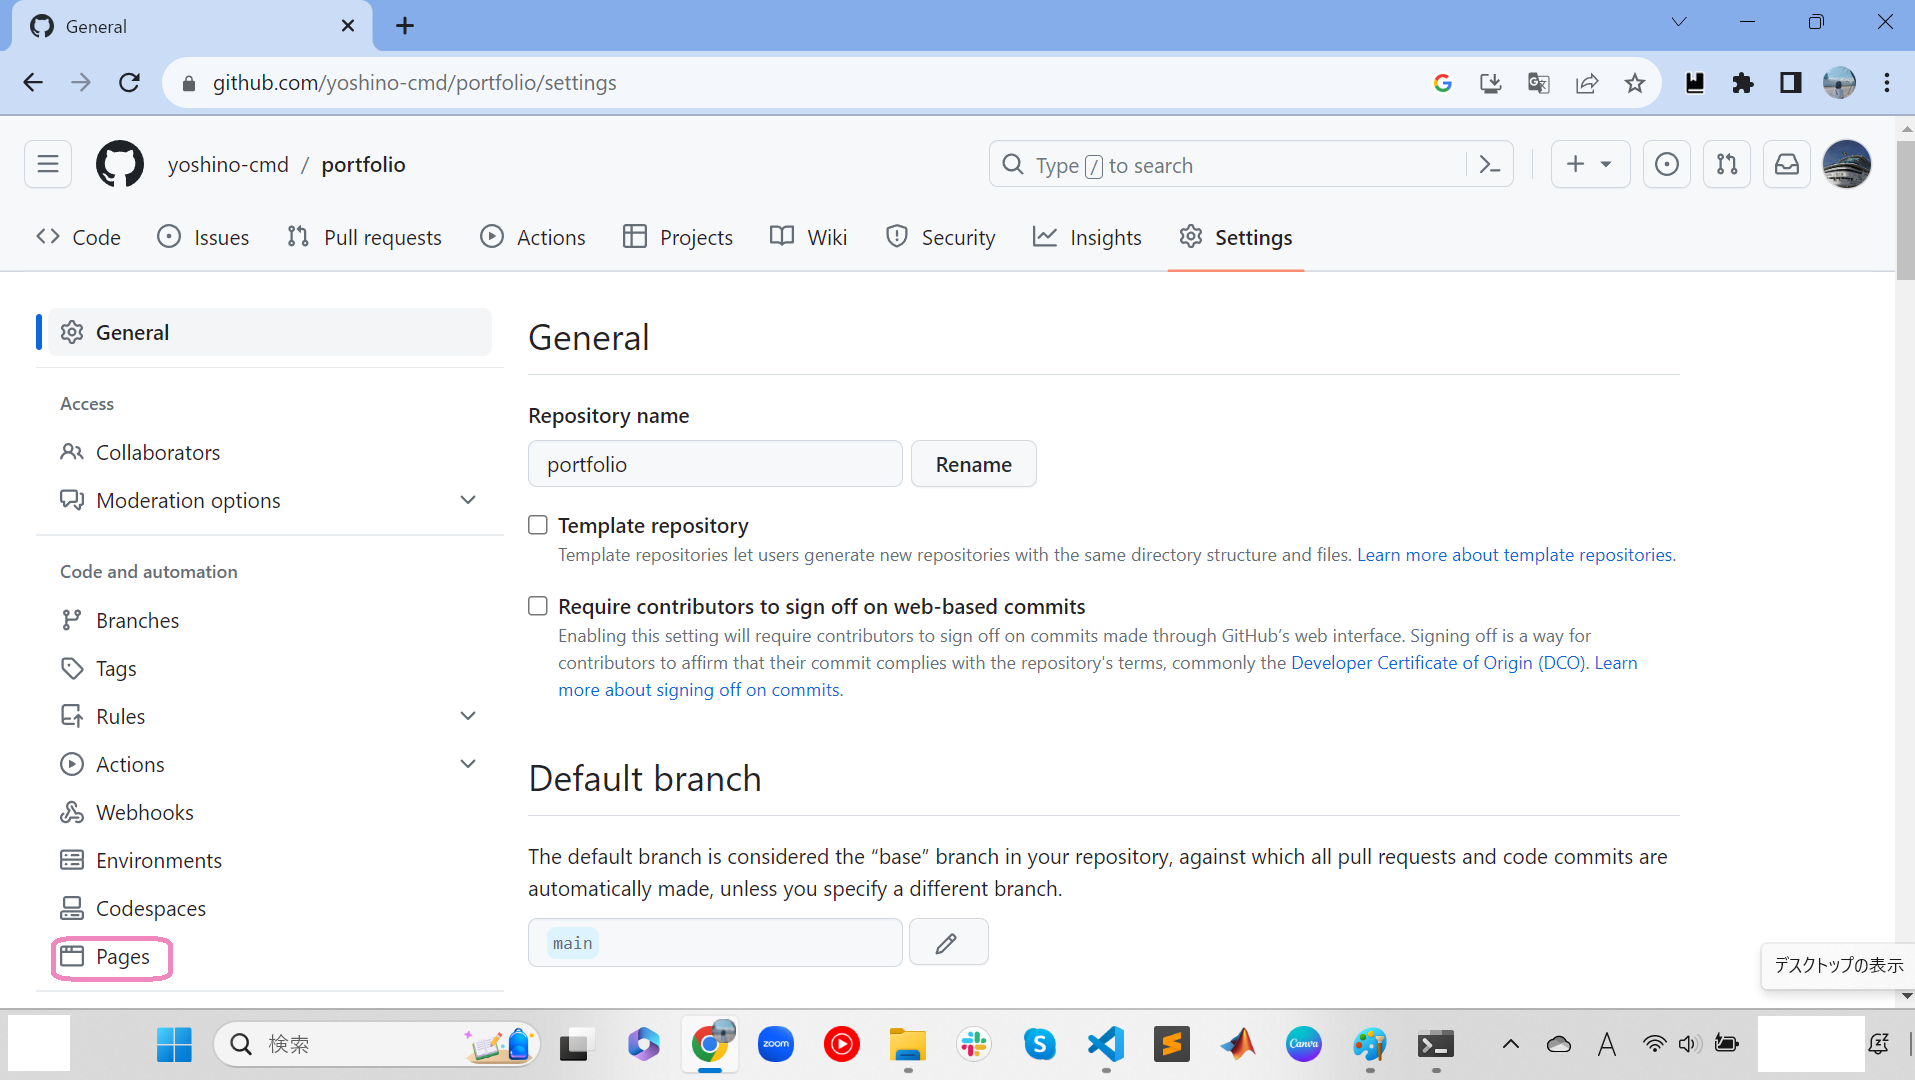 General
github.com/yoshino-cmd/portfolio/settings
yoshino-cmd / portfolio
Type / to search
Code
Issues
Pull requests
Actions
Projects
Wiki
Security
Insights
Settings
General
Access
Collaborators
Moderation options
Code and automation
Branches
Tags
Rules
Actions
Webhooks
Environments
Codespaces
Pages
General
Repository name
portfolio
Rename
Template repository
Template repositories let users generate new repositories with the same directory structure and files. Learn more about template repositories.
Require contributors to sign off on web-based commits
Enabling this setting will require contributors to sign off on commits made through GitHub’s web interface. Signing off is a way for
contributors to affirm that their commit complies with the repository's terms, commonly the Developer Certificate of Origin (DCO). Learn
more about signing off on commits.
Default branch
The default branch is considered the “base” branch in your repository, against which all pull requests and code commits are
automatically made, unless you specify a different branch.
main
デスクトップの表示
検索
zoom
Canva
A